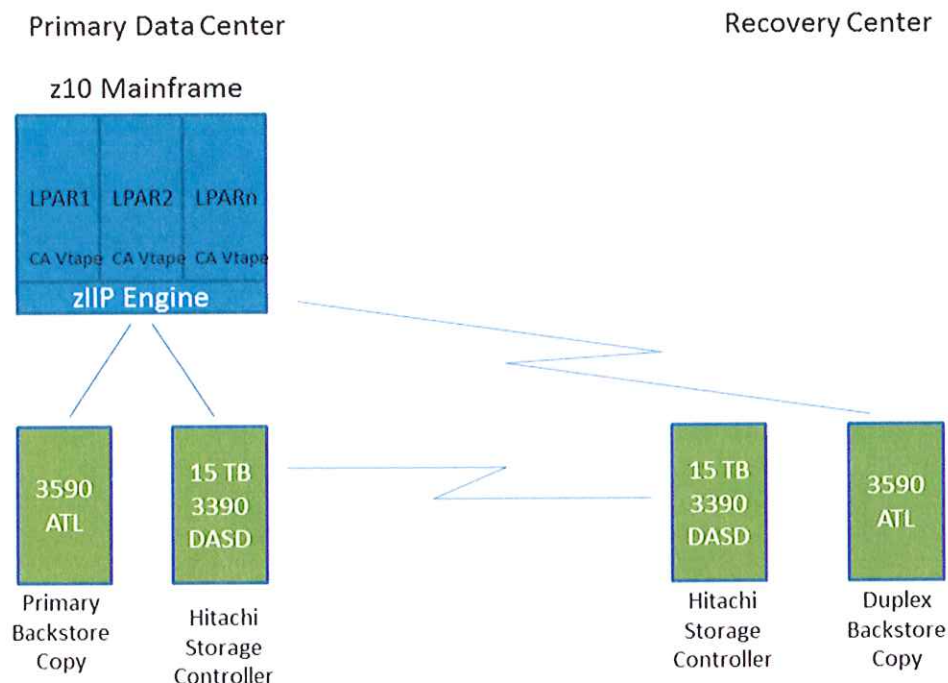 Primary Data Center
Recovery Center
z10 Mainframe
LPAR1
LPAR2
LPARn
CA Vtape
CA Vtape
CA Vtape
zIIP Engine
3590
ATL
15 TB
3390
DASD
15 TB
3390
DASD
3590
ATL
Primary
Backstore
Copy
Hitachi
Storage
Controller
Hitachi
Storage
Controller
Duplex
Backstore
Copy